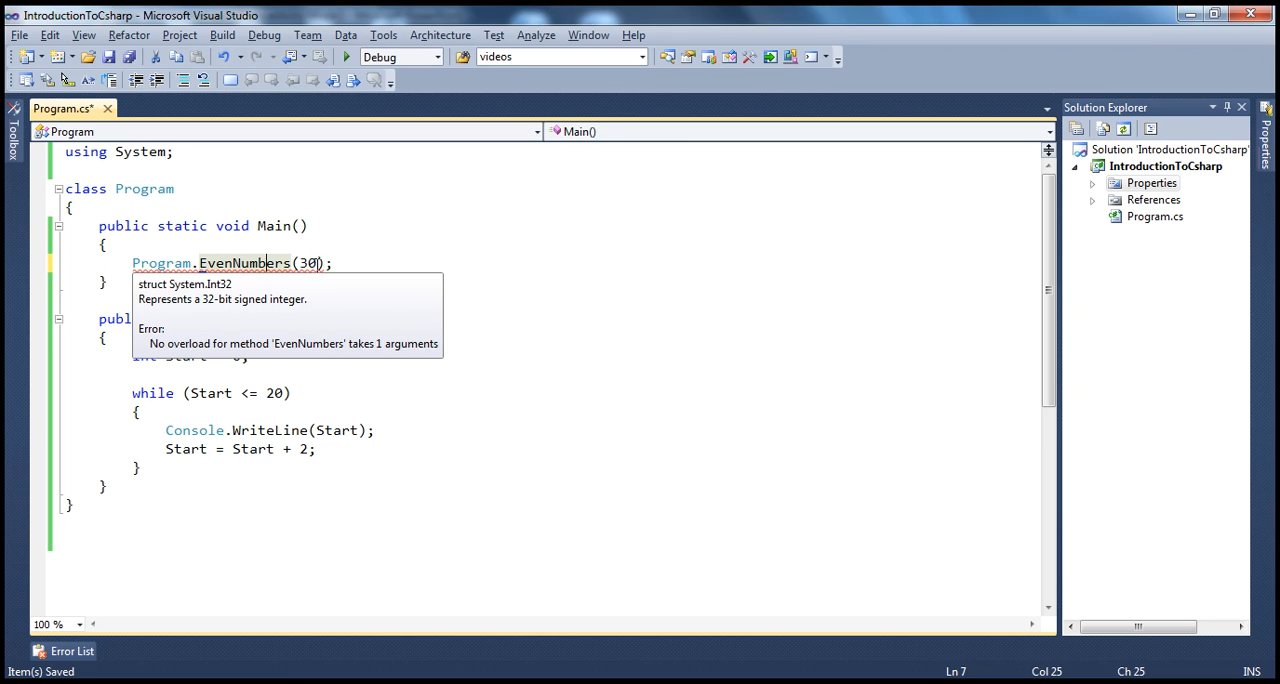 IntroductionToCsharp - Microsoft Visual Studio
File Edit View Refactor Project Build Debug Team Data Tools Architecture Test Analyze Window Help
Debug videos
Program.cs*
Solution Explorer
Toolbox
Properties
Program Main()
using System;
Solution 'IntroductionToCsharp'
IntroductionToCsharp
class Program
Properties
{
References
public static void Main()
Program.cs
{
Program.EvenNumbers(30);
}
struct System.Int32
Represents a 32-bit signed integer.
publ
Error:
{
No overload for method 'EvenNumbers' takes 1 arguments
while (Start <= 20)
{
Console.WriteLine(Start);
Start = Start + 2;
}
}
}
100 %
Error List
Item(s) Saved Ln 7 Col 25 Ch 25 INS